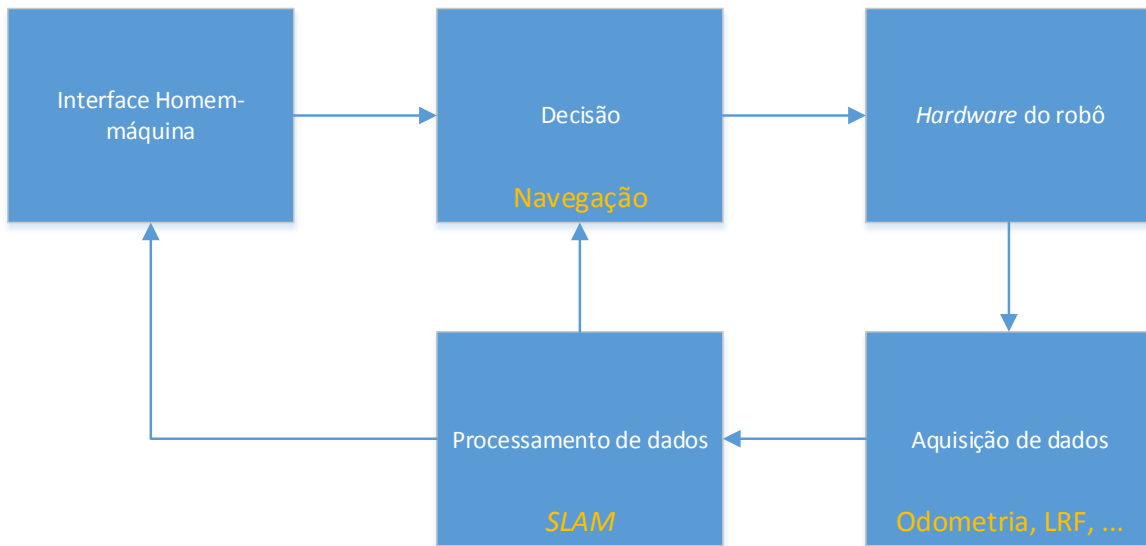 Interface Homem-
máquina
Decisão
Navegação
Hardware do robô
Processamento de dados
SLAM
Aquisição de dados
Odometria, LRF, ...